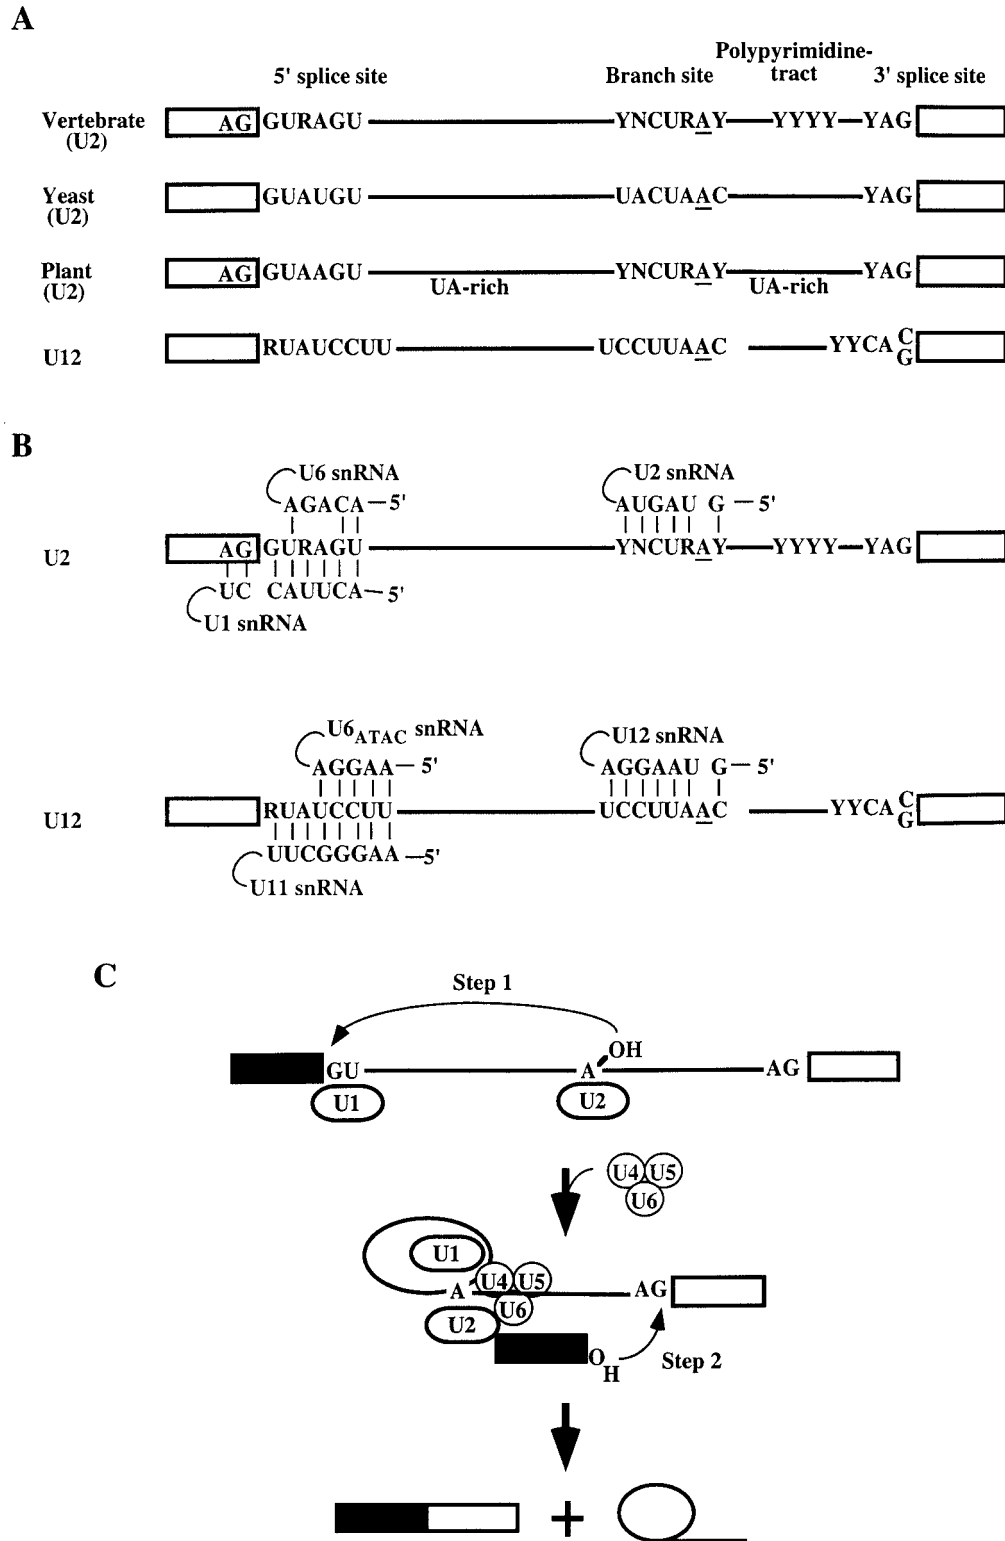 A
5' splice site Branch site Polypyrimidine-tract 3' splice site
Vertebrate (U2) AG GURAGU YNCURAY YYYY YAG
Yeast (U2) GUAUGU UACUAAC YAG
Plant (U2) AG GUAAGU UA-rich YNCURAY UA-rich YAG
U12 RUAUCCUU UCCUUAAC YYCA C G
B
U6 snRNA U2 snRNA
AGACA 5' AUGAU G 5'
U2 AG GURAGU YNCURAY YYYY YAG
UC CAUUCA 5'
U1 snRNA
U6ATAC snRNA U12 snRNA
AGGAA 5' AGGAAU G 5'
U12 RUAUCCUU UCCUUAAC YYCA C G
UUCGGGAA 5'
U11 snRNA
C
Step 1
OH
GU A AG
U1 U2
U4 U5
U6
U1
U4 U5
A AG
U6
U2
OH
Step 2
+